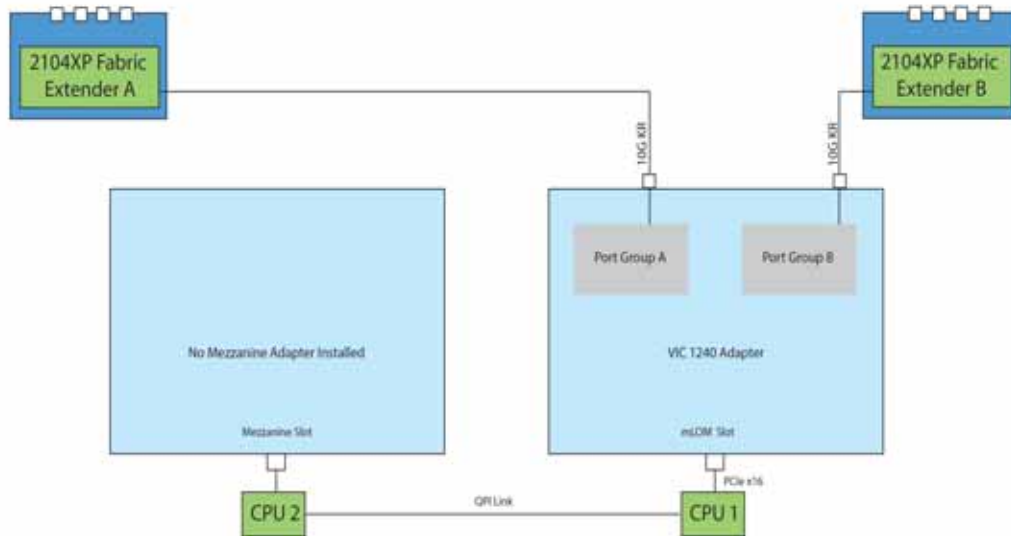 2104XP Fabric
Extender A
2104XP Fabric
Extender B
10G KR
10G KR
Port Group A
Port Group B
No Mezzanine Adapter Installed
VIC 1240 Adapter
Mezzanine Slot
mLOM Slot
PCIe x16
CPU 2
QPI Link
CPU 1